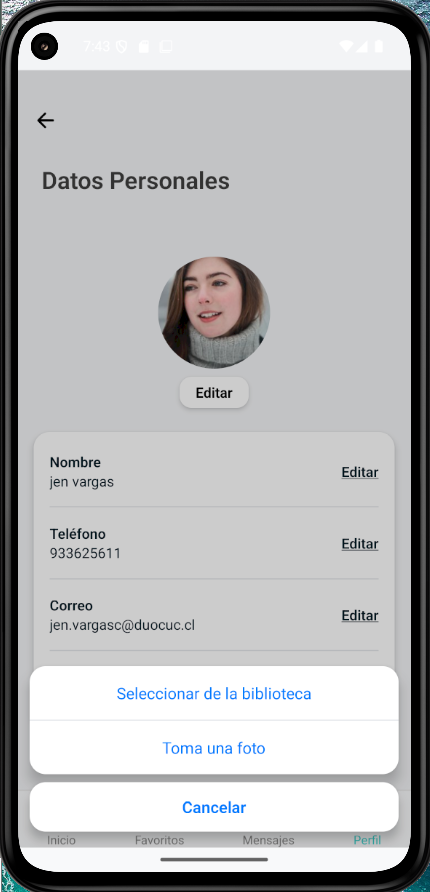 7:43
Datos Personales
Editar
Nombre
jen vargas
Editar
Teléfono
933625611
Editar
Correo
jen.vargasc@duocuc.cl
Editar
Seleccionar de la biblioteca
Toma una foto
Cancelar
Inicio Favoritos Mensajes Perfil